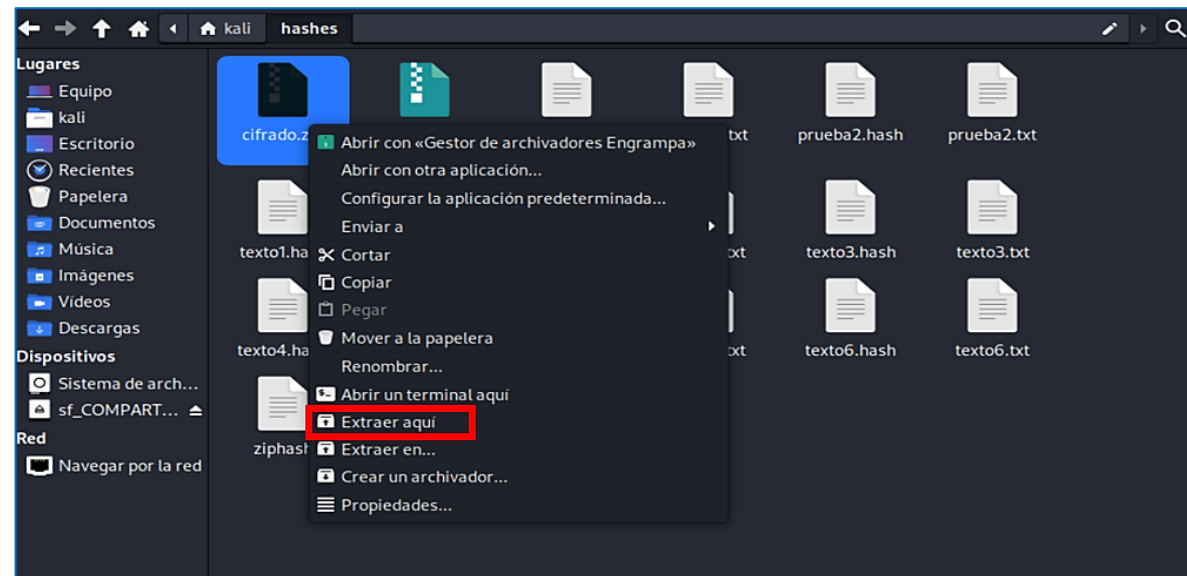 kali hashes
Lugares
Equipo
kali
Escritorio
Recientes
Papelera
Documentos
Música
Imágenes
Vídeos
Descargas
Dispositivos
Sistema de arch...
sf_COMPART...
Red
Navegar por la red
cifrado.z
txt
prueba2.hash
prueba2.txt
texto1.ha
txt
texto3.hash
texto3.txt
texto4.ha
txt
texto6.hash
texto6.txt
ziphash
Abrir con «Gestor de archivadores Engrampa»
Abrir con otra aplicación...
Configurar la aplicación predeterminada...
Enviar a
Cortar
Copiar
Pegar
Mover a la papelera
Renombrar...
Abrir un terminal aquí
Extraer aquí
Extraer en...
Crear un archivador...
Propiedades...